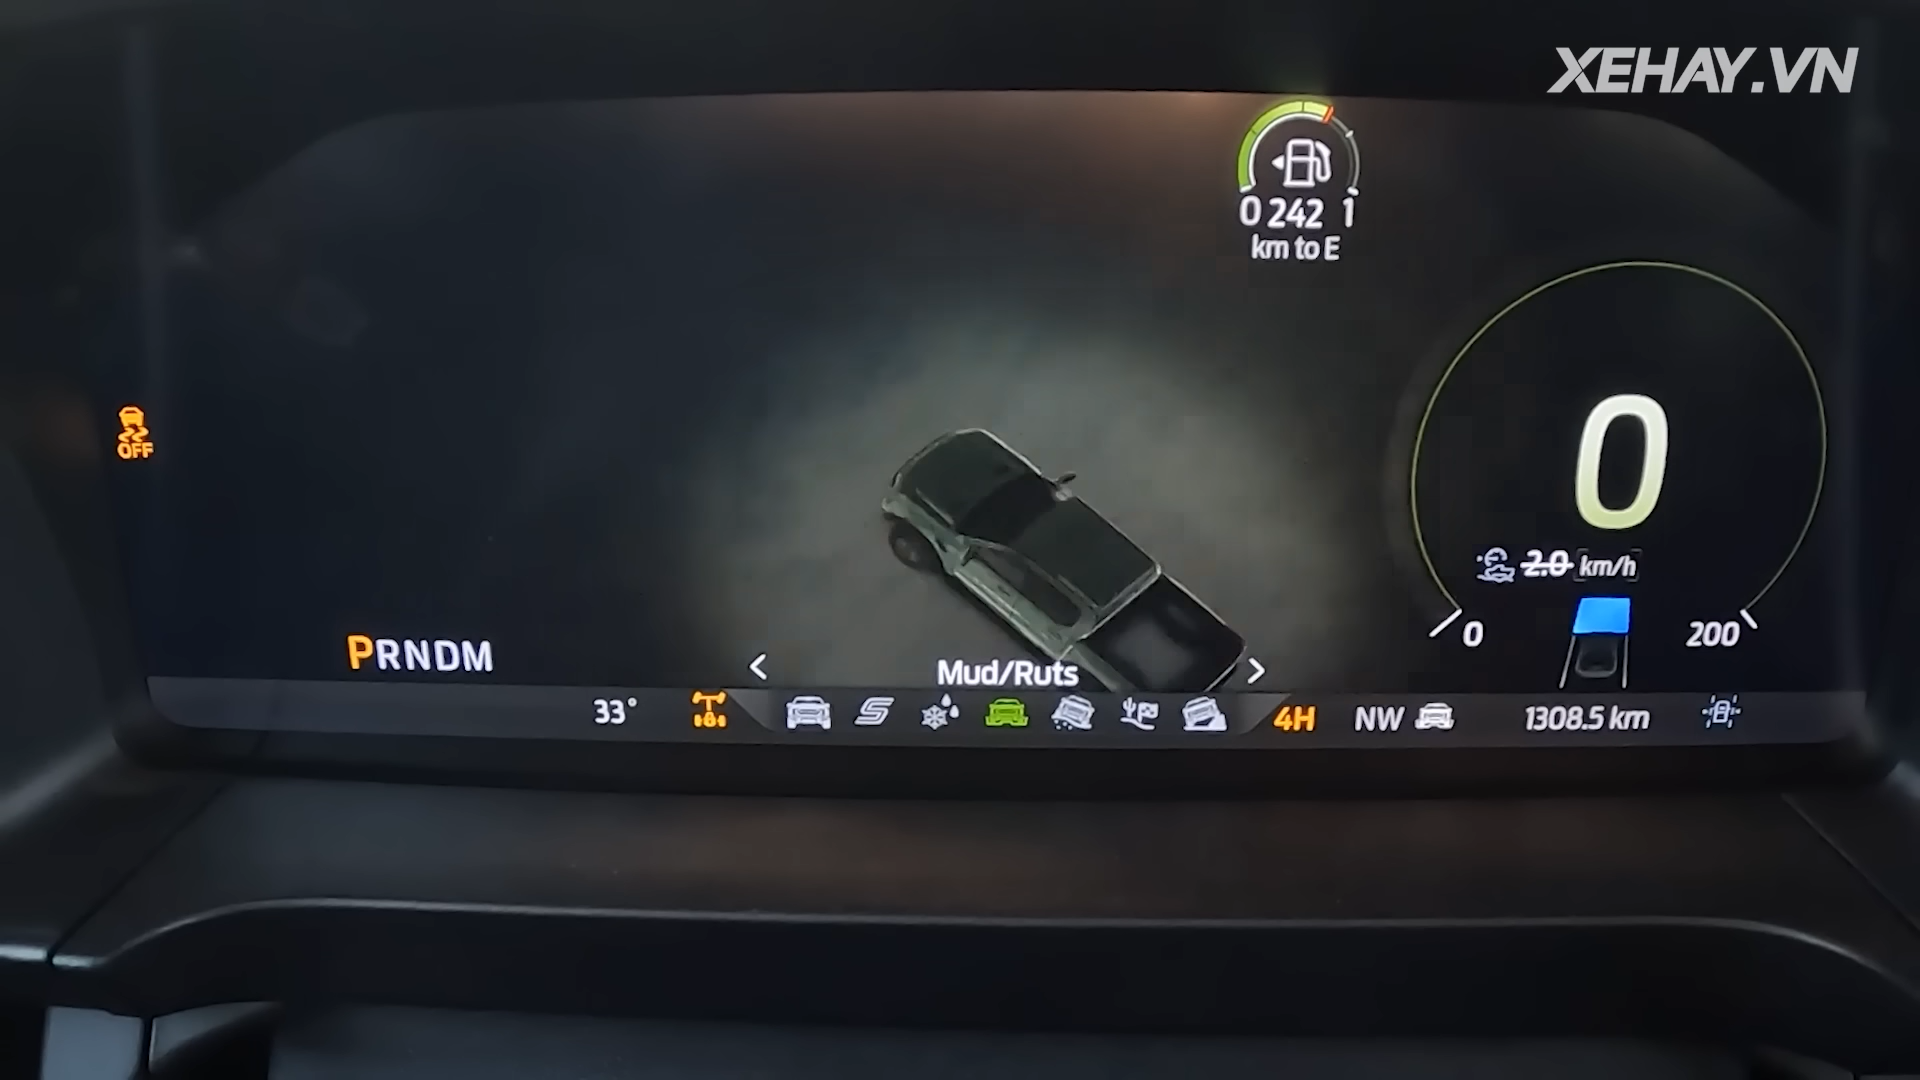 XEHAY.VN
0 242 1
km to E
0
OFF
2.0 km/h
0 200
PRNDM
< Mud/Ruts >
33° 4H NW 1308.5 km